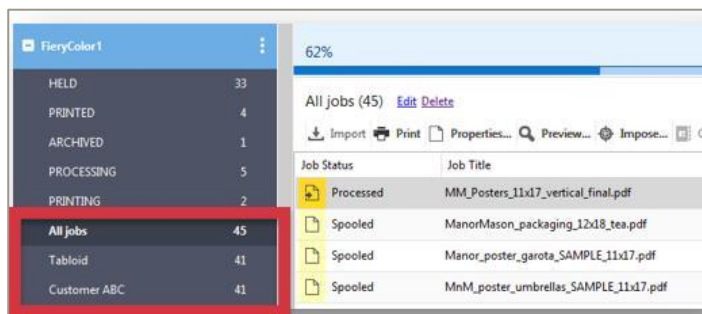 FieryColor1
HELD 33
PRINTED 4
ARCHIVED 1
PROCESSING 5
PRINTING 2
All jobs 45
Tabloid 41
Customer ABC 41
62%
All jobs (45) Edit Delete
Import Print Properties... Preview... Impose...
Job Status Job Title
Processed MM_Posters_11x17_vertical_final.pdf
Spooled ManorMason_packaging_12x18_tea.pdf
Spooled Manor_poster_garota_SAMPLE_11x17.pdf
Spooled MnM_poster_umbrellas_SAMPLE_11x17.pdf